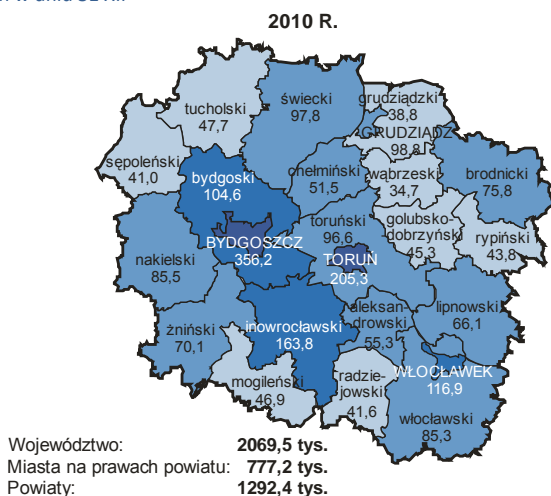 2010 R.
tucholski
47,7
świecki
97,8
grudziądzki
38,8
GRUDZIĄDZ
98,8
sępoleński
41,0
bydgoski
104,6
chełmiński
51,5
wąbrzeski
34,7
brodnicki
75,8
toruński
96,6
golubsko-
dobrzyński
45,3
rypiński
43,8
BYDGOSZCZ
356,2
TORUŃ
205,3
nakielski
85,5
żniński
70,1
inowrocławski
163,8
aleksan-
drowski
55,3
lipnowski
66,1
mogileński
46,9
radzie-
jowski
41,6
WŁOCŁAWEK
116,9
włocławski
85,3
Województwo: 2069,5 tys.
Miasta na prawach powiatu: 777,2 tys.
Powiaty: 1292,4 tys.